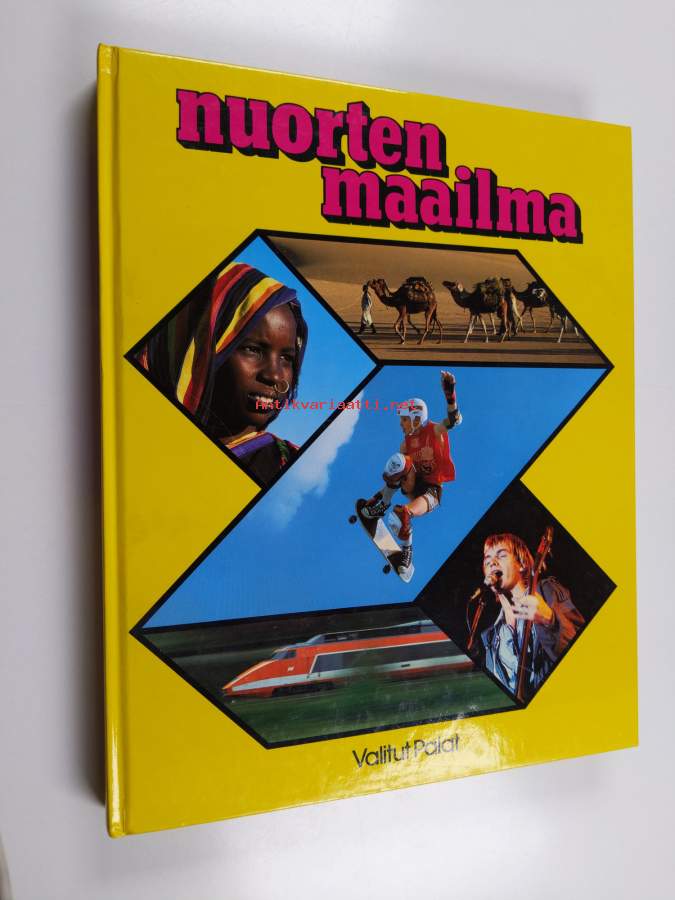 nuorten
maailma
Antikvariaatti.net
Valitut Palat